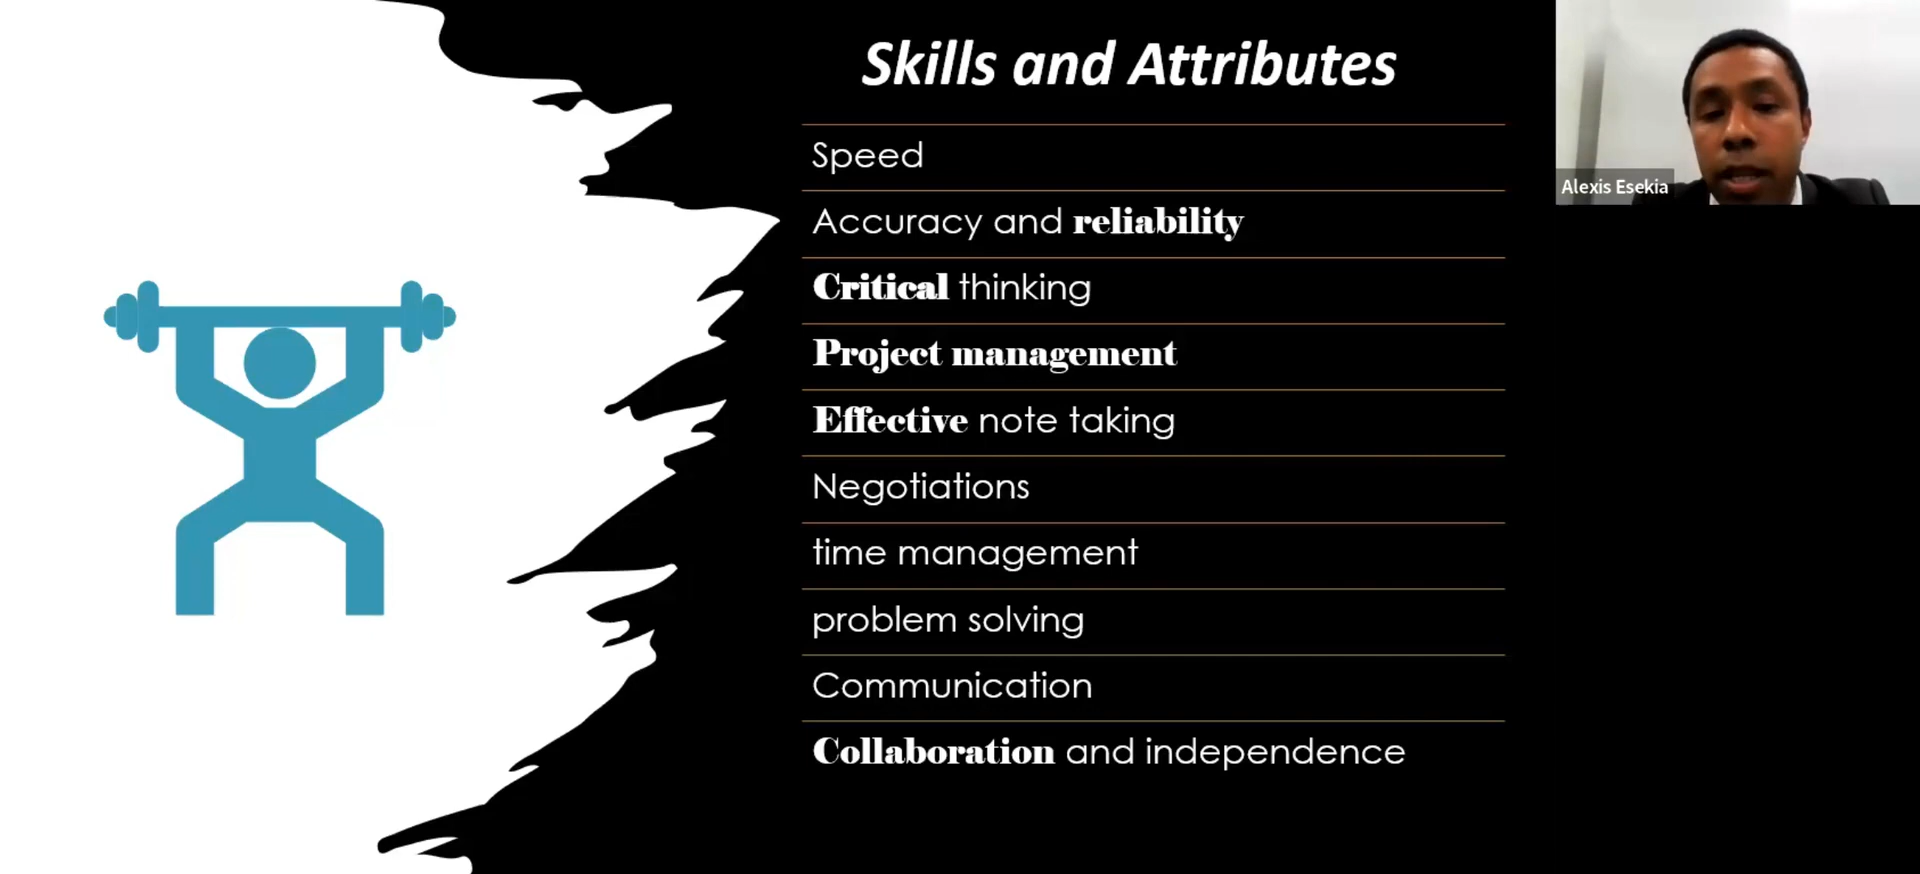 Skills and Attributes
Speed
Accuracy and reliability
Critical thinking
Project management
Effective note taking
Negotiations
time management
problem solving
Communication
Collaboration and independence
Alexis Esekia